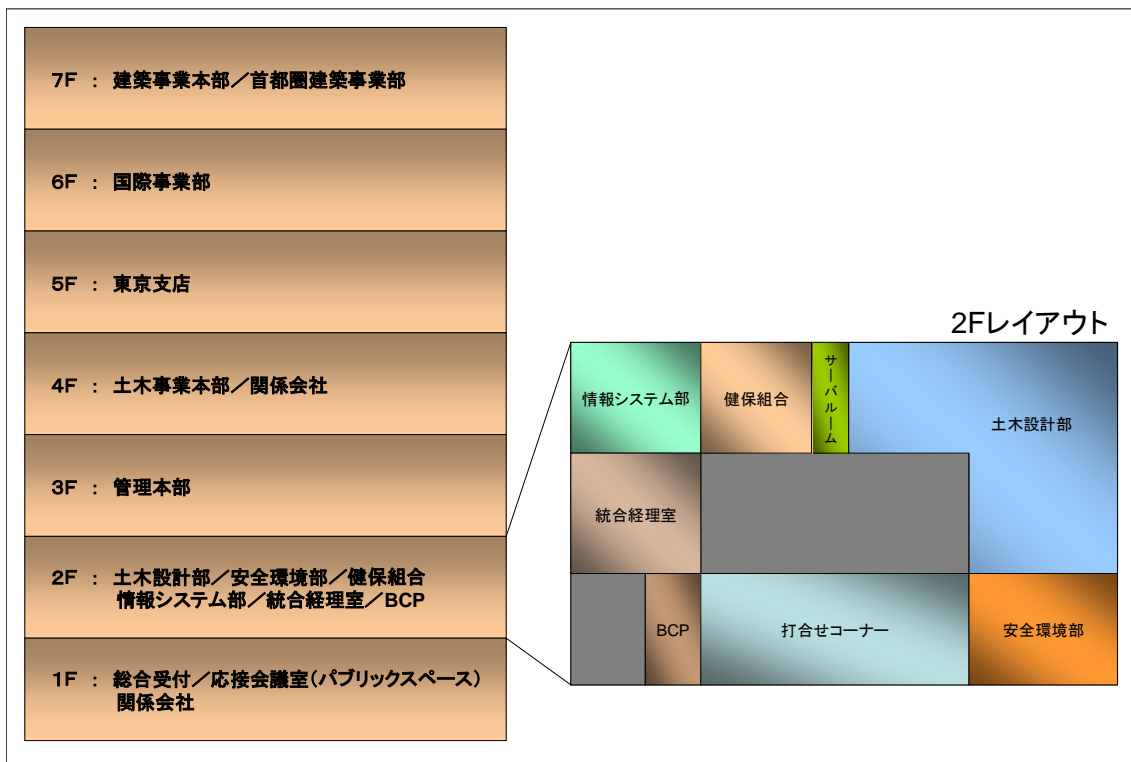 7F : 建築事業本部／首都圏建築事業部
6F : 国際事業部
5F : 東京支店
4F : 土木事業本部／関係会社
3F : 管理本部
2F : 土木設計部／安全環境部／健保組合
情報システム部／統合経理室／BCP
1F : 総合受付／応接会議室(パブリックスペース)
関係会社
2Fレイアウト
情報システム部
健保組合
サーバルーム
土木設計部
統合経理室
BCP
打合せコーナー
安全環境部